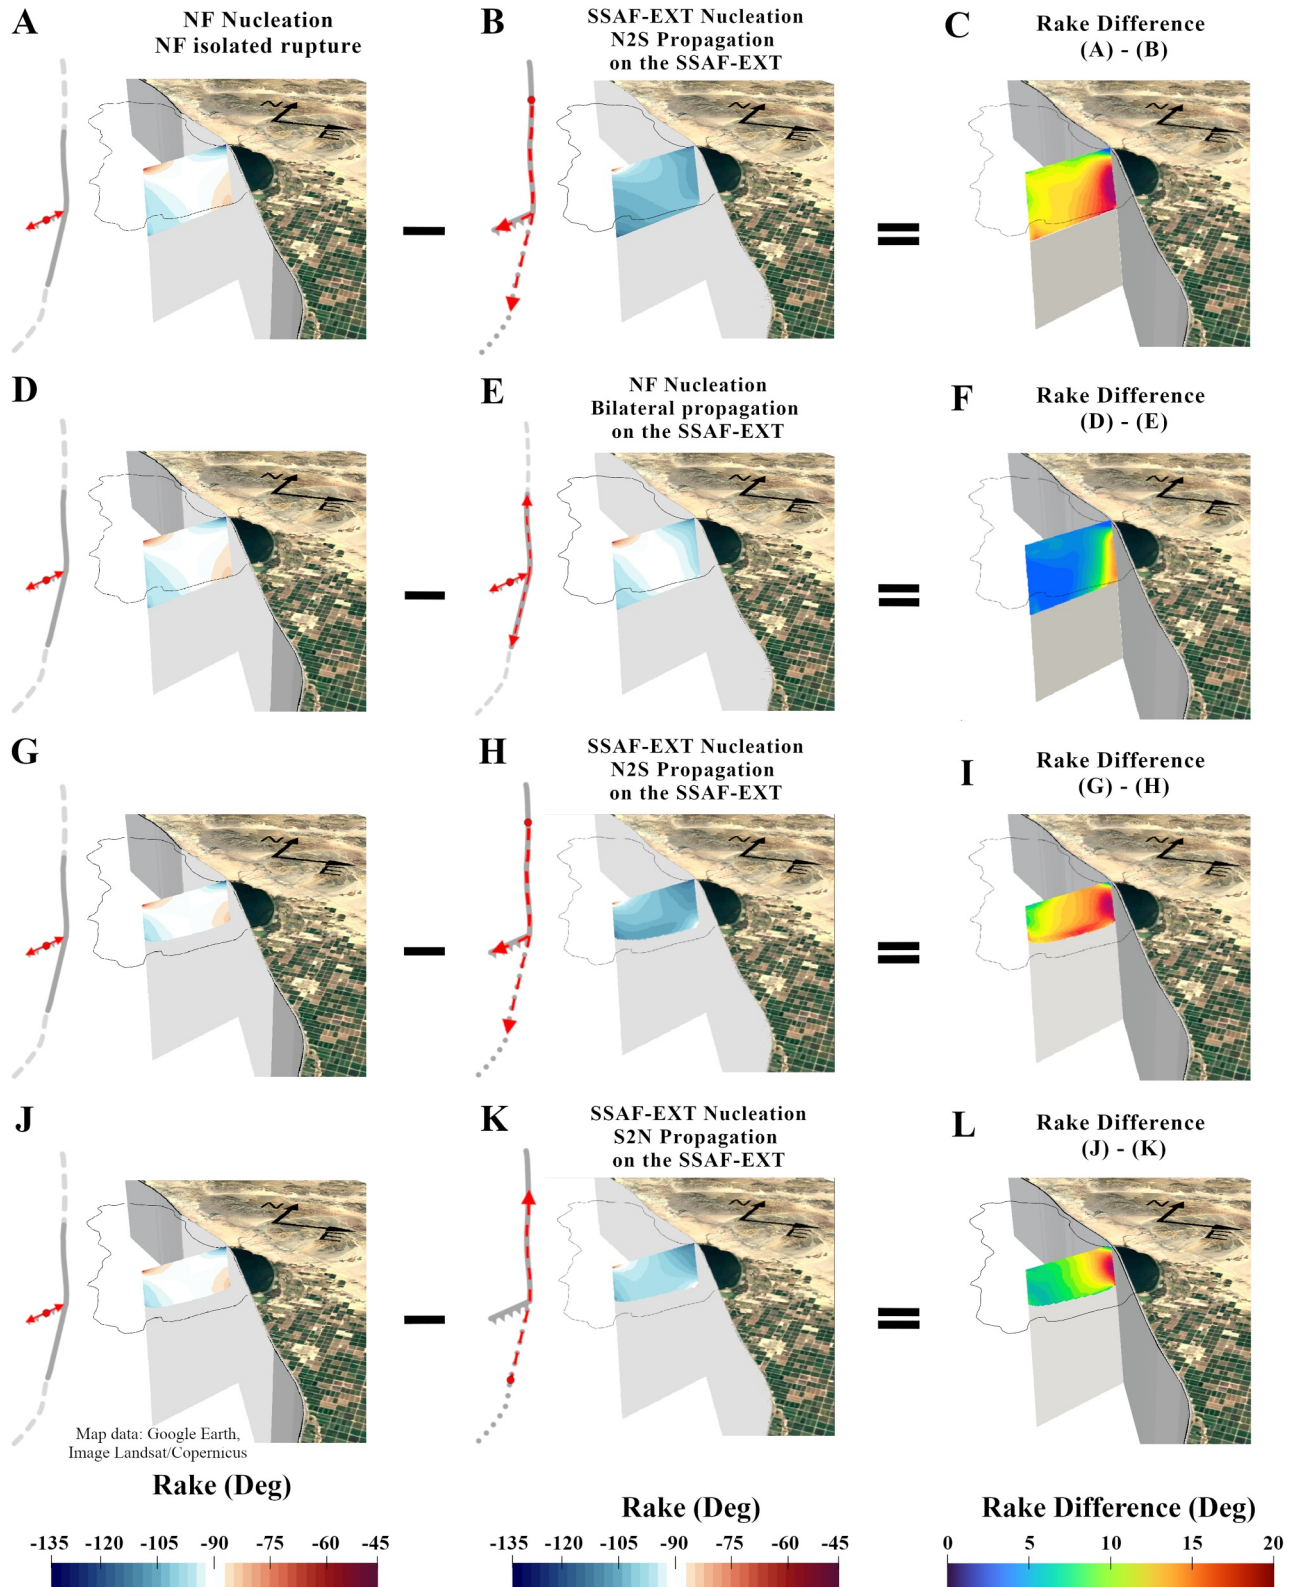 A
NF Nucleation
NF isolated rupture
B
SSAF-EXT Nucleation
N2S Propagation
on the SSAF-EXT
C
Rake Difference
(A) - (B)
N
E
N
E
N
E
D
E
NF Nucleation
Bilateral propagation
on the SSAF-EXT
F
Rake Difference
(D) - (E)
N
E
N
E
N
E
G
H
SSAF-EXT Nucleation
N2S Propagation
on the SSAF-EXT
I
Rake Difference
(G) - (H)
N
E
N
E
N
E
J
K
SSAF-EXT Nucleation
S2N Propagation
on the SSAF-EXT
L
Rake Difference
(J) - (K)
N
E
N
E
N
E
Map data: Google Earth,
Image Landsat/Copernicus
Rake (Deg)
-135 -120 -105 -90 -75 -60 -45
Rake (Deg)
-135 -120 -105 -90 -75 -60 -45
Rake Difference (Deg)
0 5 10 15 20